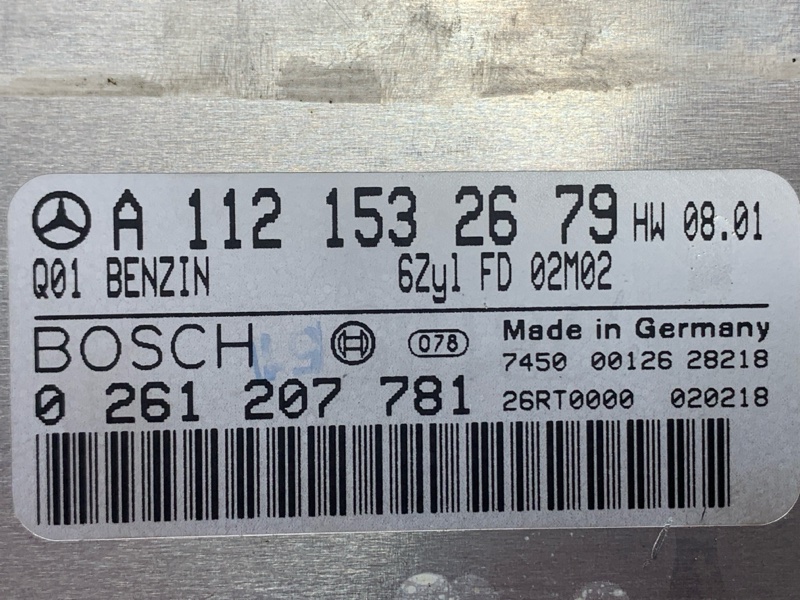 A 112 153 26 79 HW 08.01
Q01 BENZIN 6Zyl FD 02M02
BOSCH 078 Made in Germany
7450 00126 28218
0 261 207 781 26RT0000 020218